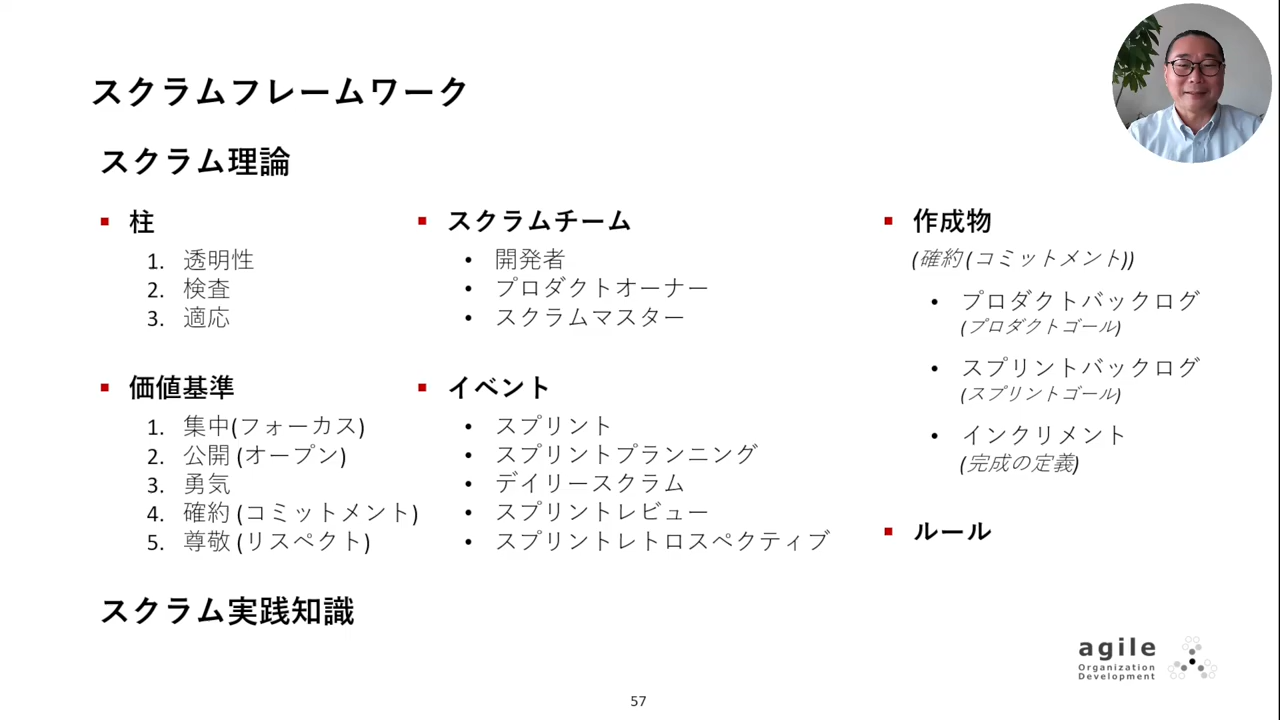 スクラムフレームワーク
スクラム理論
▪ 柱
1. 透明性
2. 検査
3. 適応
▪ 価値基準
1. 集中(フォーカス)
2. 公開 (オープン)
3. 勇気
4. 確約 (コミットメント)
5. 尊敬 (リスペクト)
▪ スクラムチーム
• 開発者
• プロダクトオーナー
• スクラムマスター
▪ イベント
• スプリント
• スプリントプランニング
• デイリースクラム
• スプリントレビュー
• スプリントレトロスペクティブ
▪ 作成物
(確約 (コミットメント))
• プロダクトバックログ
(プロダクトゴール)
• スプリントバックログ
(スプリントゴール)
• インクリメント
(完成の定義)
▪ ルール
スクラム実践知識
agile
Organization
Development
57